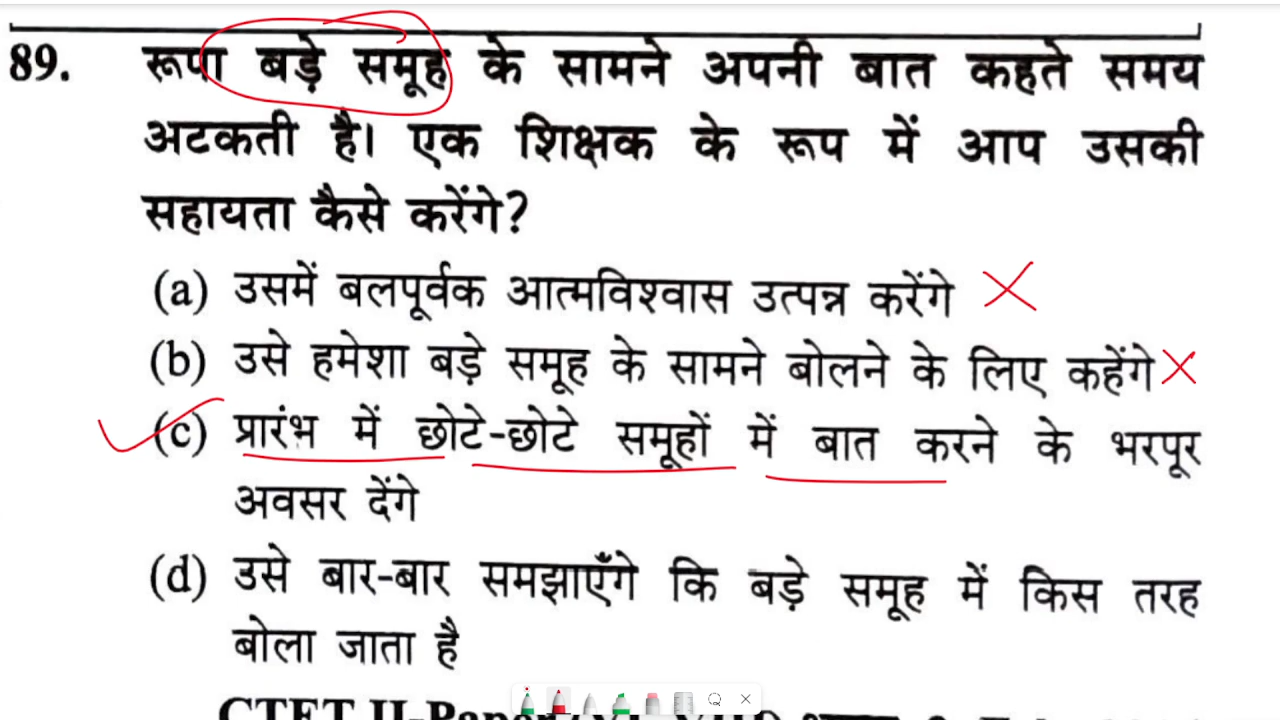 89. रूपा बड़े समूह के सामने अपनी बात कहते समय
अटकती है। एक शिक्षक के रूप में आप उसकी
सहायता कैसे करेंगे?
(a) उसमें बलपूर्वक आत्मविश्वास उत्पन्न करेंगे
(b) उसे हमेशा बड़े समूह के सामने बोलने के लिए कहेंगे
(c) प्रारंभ में छोटे-छोटे समूहों में बात करने के भरपूर
अवसर देंगे
(d) उसे बार-बार समझाएँगे कि बड़े समूह में किस तरह
बोला जाता है
CTET II-Paper